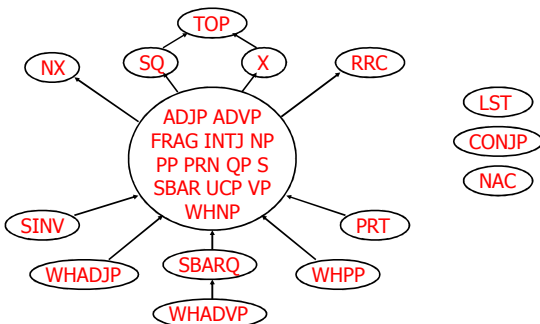 TOP
SQ
X
NX
RRC
ADJP ADVP
FRAG INTJ NP
PP PRN QP S
SBAR UCP VP
WHNP
LST
CONJP
NAC
SINV
PRT
WHADJP
SBARQ
WHPP
WHADVP